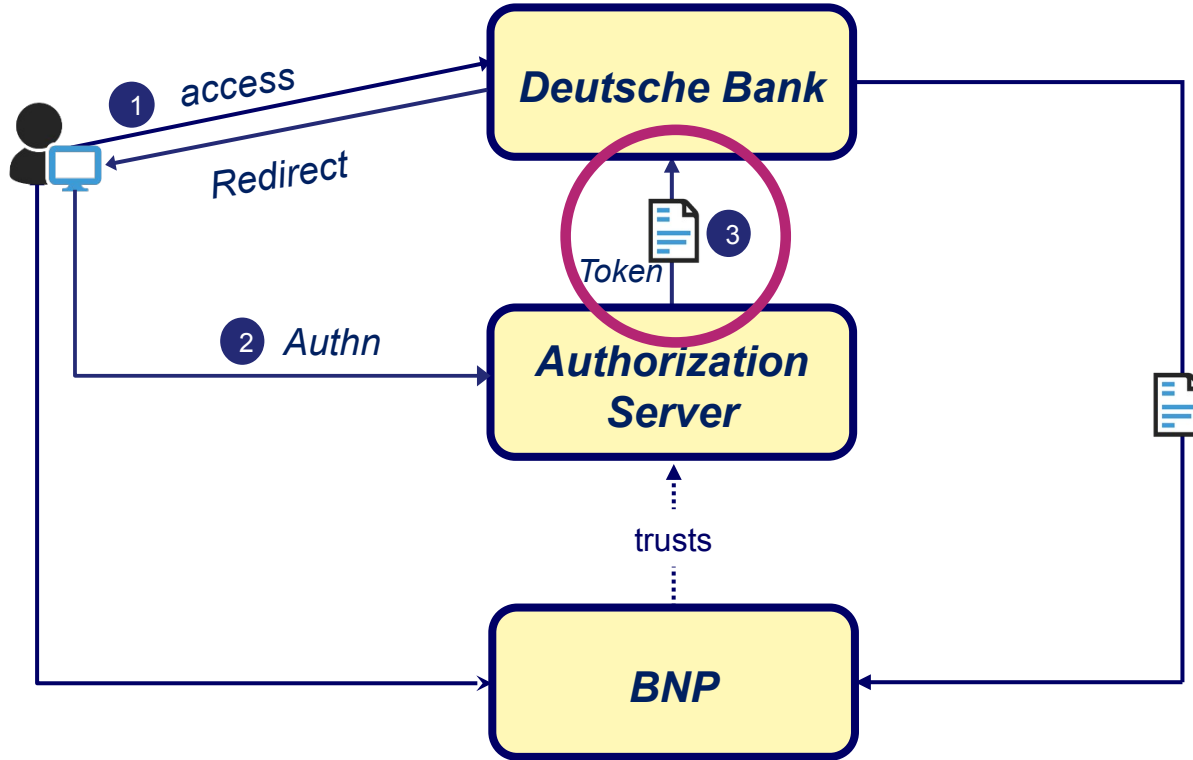 Deutsche Bank
1
access
Redirect
3
Token
2
Authn
Authorization
Server
trusts
BNP